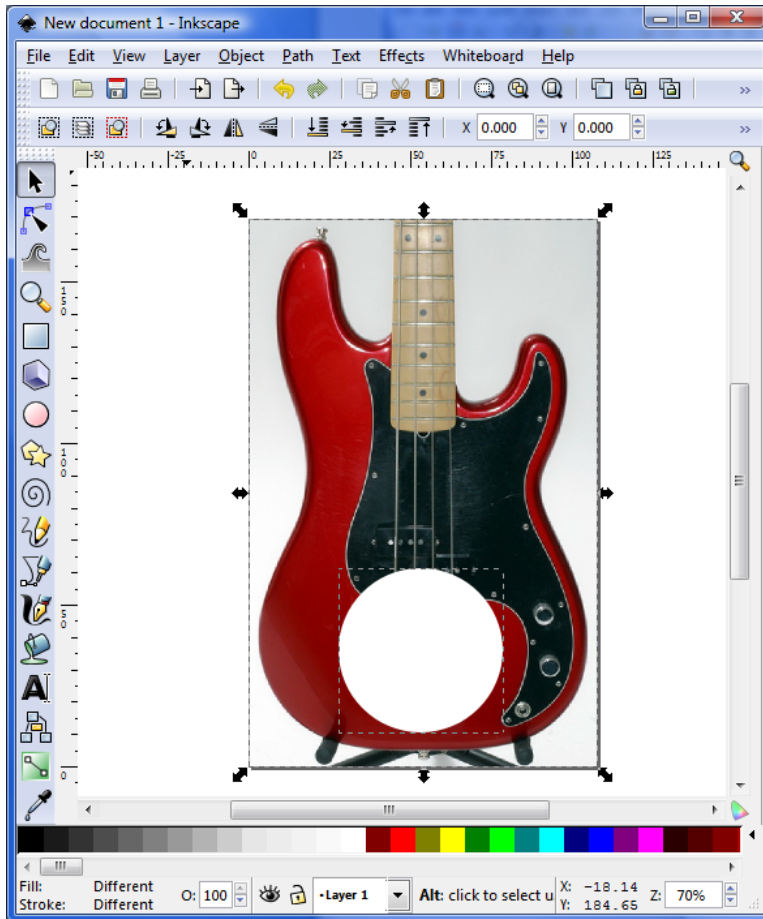 New document 1 - Inkscape
File Edit View Layer Object Path Text Effects Whiteboard Help
X 0.000 Y 0.000
-50 -25 0 25 50 75 100 125
150
100
50
0
A
Fill: Different
Stroke: Different
O: 100
•Layer 1
Alt: click to select u
X: -18.14
Y: 184.65
Z: 70%